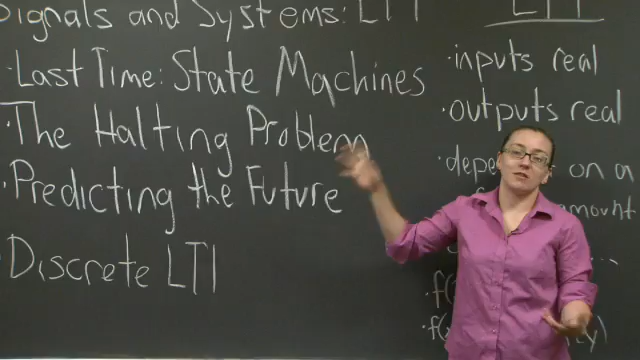 Signals and Systems: LTI
·Last Time: State Machines
·The Halting Problem
·Predicting the Future
Discrete LTI
LTI
·inputs real
·outputs real
on a
amount